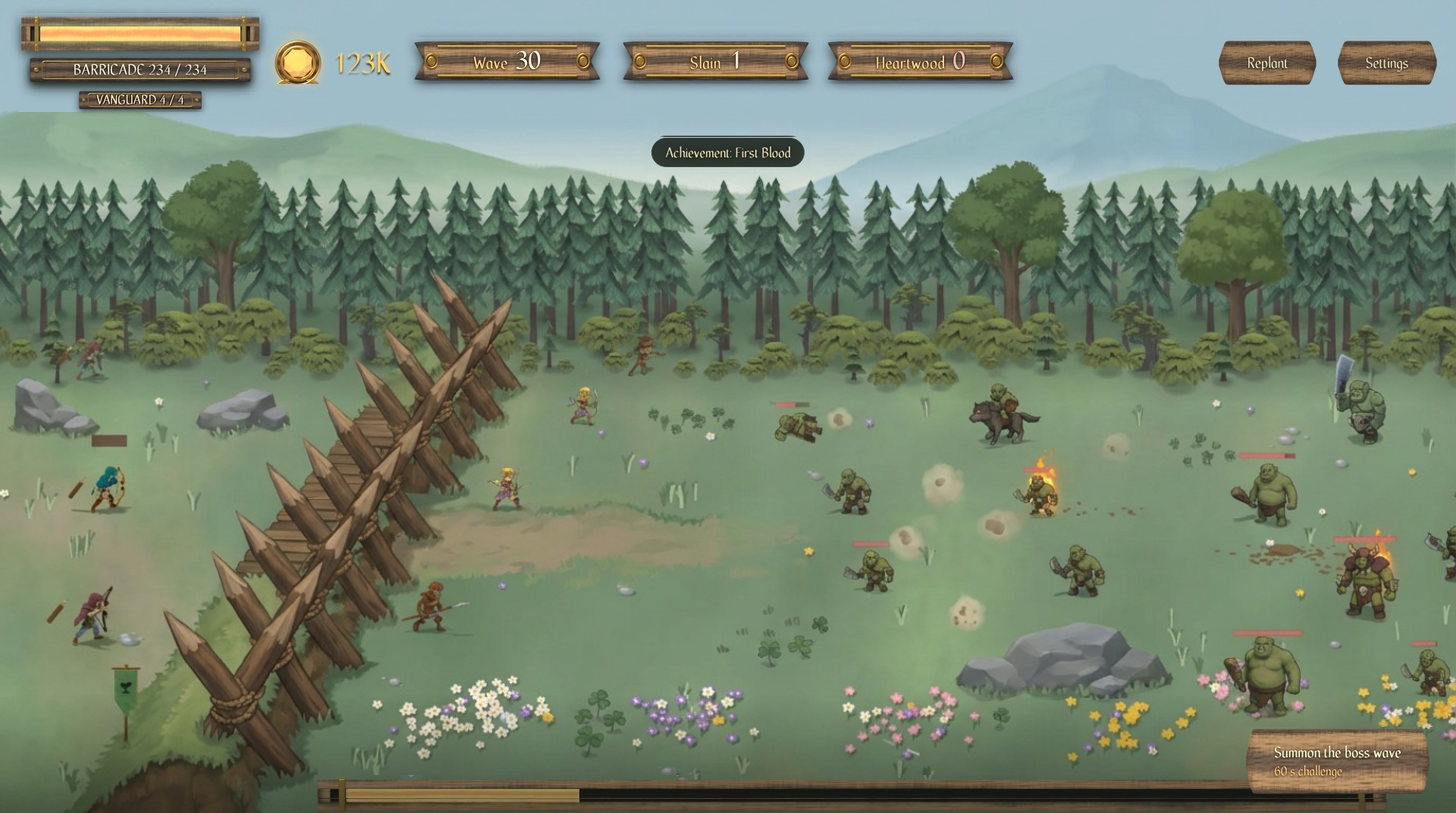 BARRICADE 234 / 234
VANGUARD 4 / 4
123K
Wave 30
Slain 1
Heartwood 0
Replant
Settings
Achievement: First Blood
Summon the boss wave
60 s challenge